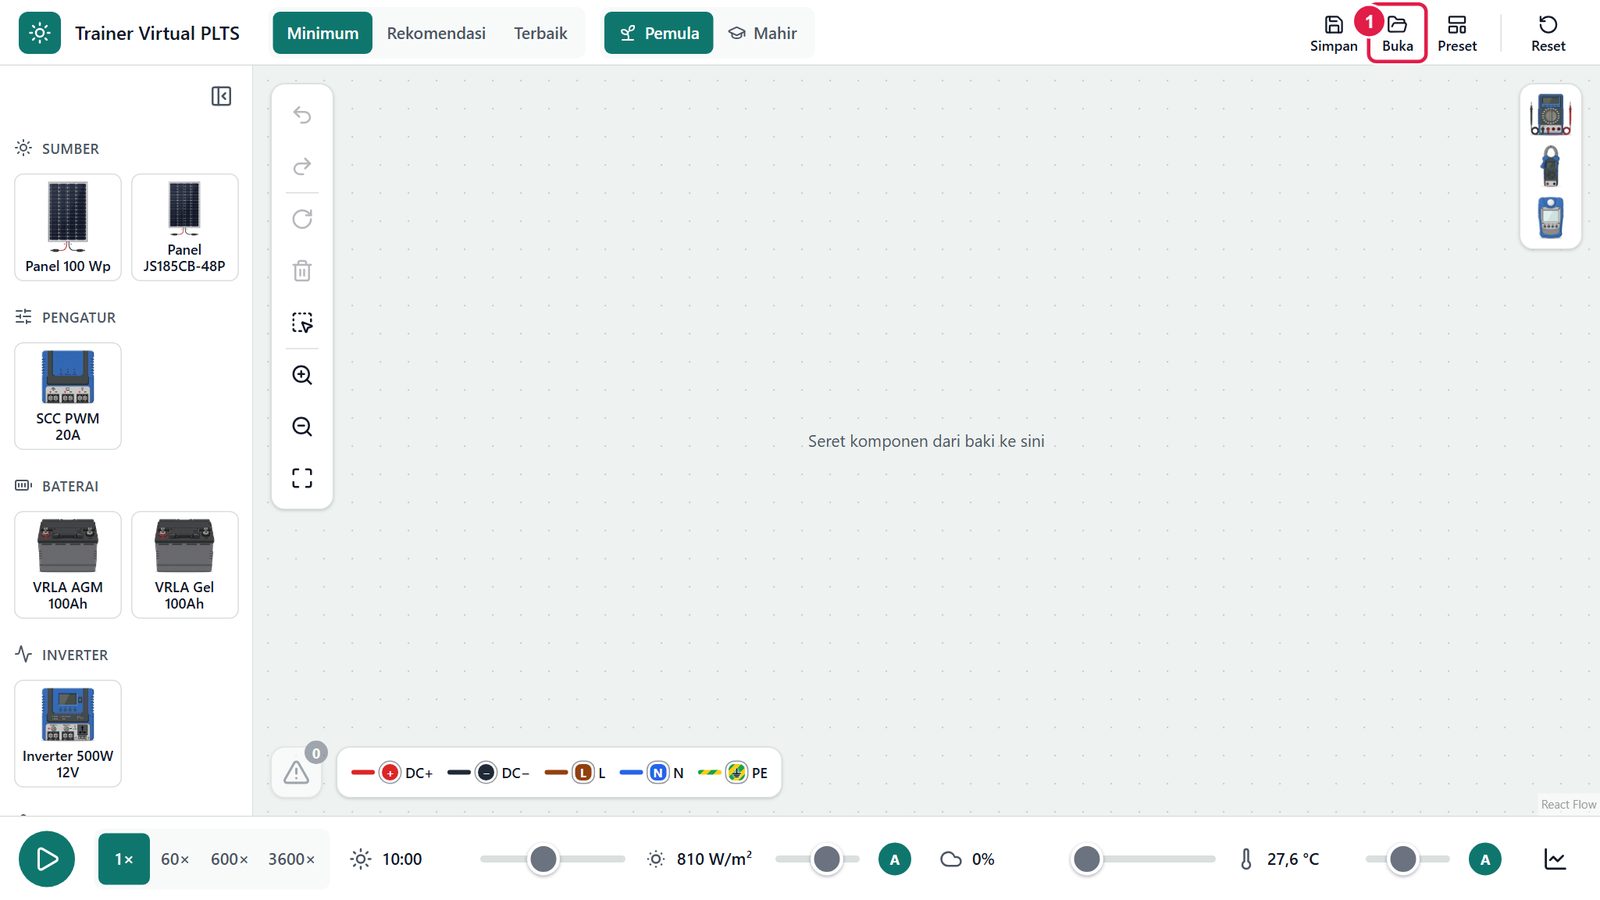 Trainer Virtual PLTS
Minimum
Rekomendasi
Terbaik
Pemula
Mahir
Simpan
1
Buka
Preset
Reset
SUMBER
Panel 100 Wp
Panel
JS185CB-48P
PENGATUR
SCC PWM
20A
BATERAI
VRLA AGM
100Ah
VRLA Gel
100Ah
INVERTER
Inverter 500W
12V
Seret komponen dari baki ke sini
0
+ DC+
− DC−
L L
N N
PE
React Flow
1×
60×
600×
3600×
10:00
810 W/m²
A
0%
27,6 °C
A